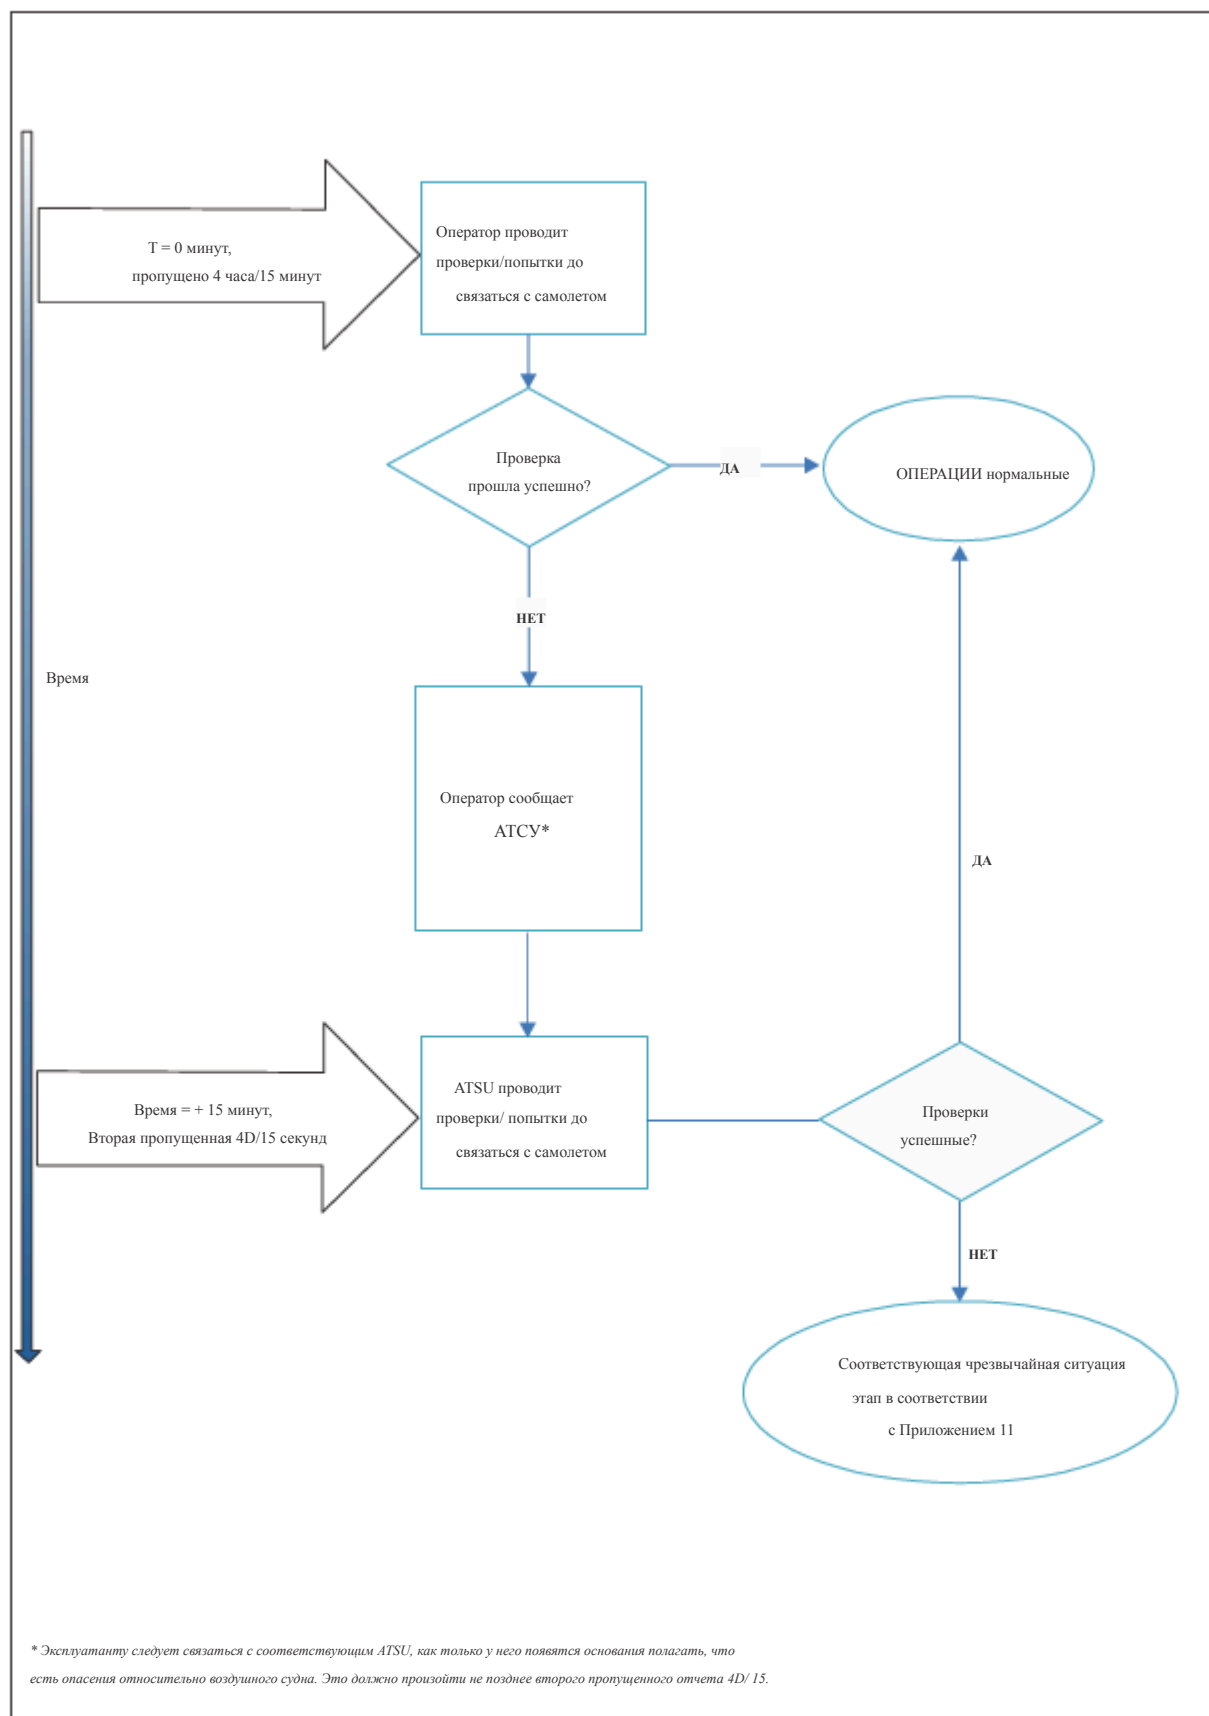 T = 0 минут,
пропущено 4 часа/15 минут
Оператор проводит
проверки/попытки до
связаться с самолетом
Проверка
прошла успешно?
ДА
ОПЕРАЦИИ нормальные
НЕТ
Время
Оператор сообщает
АТСУ*
ДА
Время = + 15 минут,
Вторая пропущенная 4D/15 секунд
ATSU проводит
проверки/ попытки до
связаться с самолетом
Проверки
успешные?
НЕТ
Соответствующая чрезвычайная ситуация
этап в соответствии
с Приложением 11
* Эксплуатанту следует связаться с соответствующим ATSU, как только у него появятся основания полагать, что
есть опасения относительно воздушного судна. Это должно произойти не позднее второго пропущенного отчета 4D/ 15.